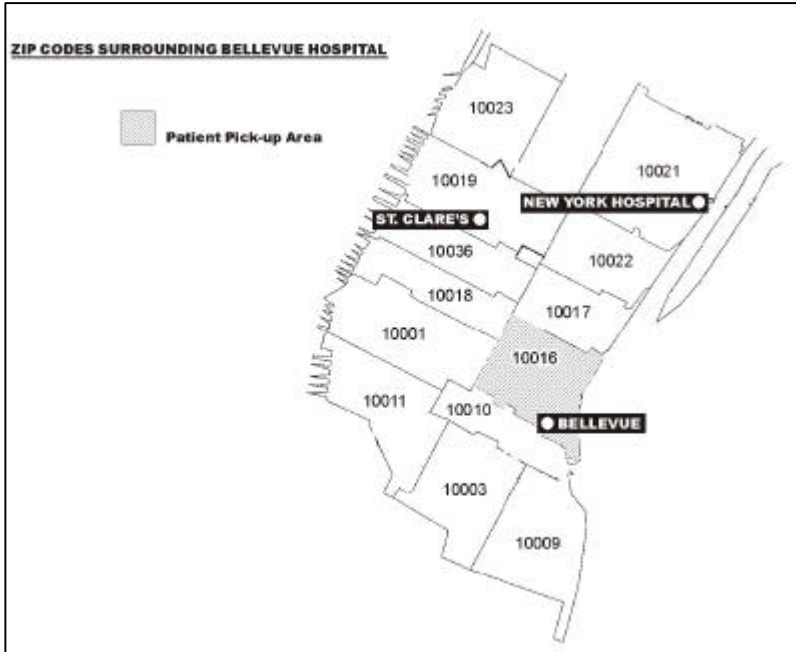 ZIP CODES SURROUNDING BELLEVUE HOSPITAL
Patient Pick-up Area
10023
10021
10019
NEW YORK HOSPITAL
ST. CLARE'S
10036
10022
10018
10017
10001
10016
10011
10010
BELLEVUE
10003
10009